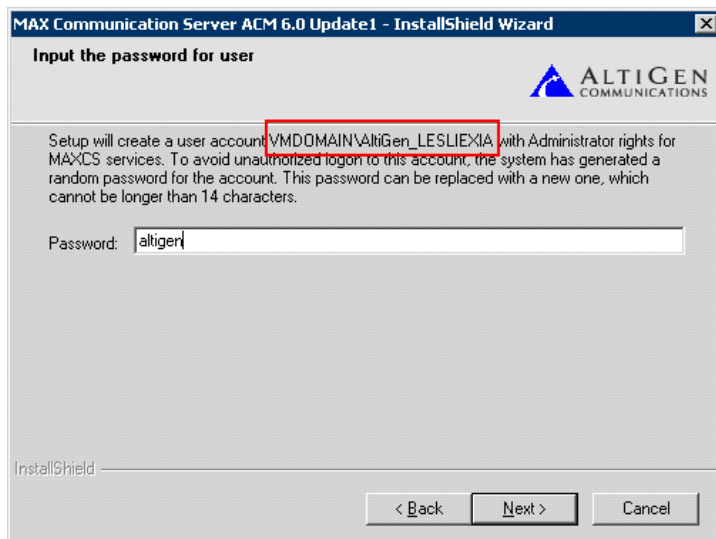 MAX Communication Server ACM 6.0 Update1 - InstallShield Wizard
Input the password for user
ALTIGEN
COMMUNICATIONS
Setup will create a user account VMDOMAIN\AltiGen_LESLIEXIA with Administrator rights for
MAXCS services. To avoid unauthorized logon to this account, the system has generated a
random password for the account. This password can be replaced with a new one, which
cannot be longer than 14 characters.
Password: altigen
InstallShield
< Back Next > Cancel